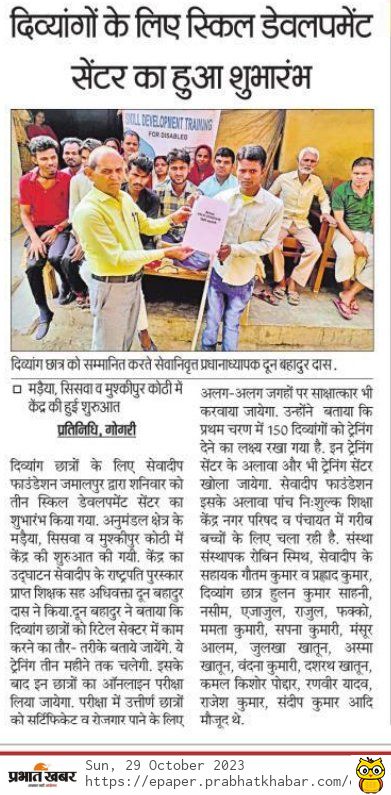 दिव्यांगों के लिए स्किल डेवलपमेंट
सेंटर का हुआ शुभारंभ
SKILL DEVELOPMENT TRAINING
FOR DISABLED
दिव्यांग छात्र को सम्मानित करते सेवानिवृत्त प्रधानाध्यापक दून बहादुर दास .
मड़ैया, सिसवा व मुश्कीपुर कोठी में
केंद्र की हुई शुरुआत
प्रतिनिधि, गोगरी
दिव्यांग छात्रों के लिए सेवादीप
फाउंडेशन जमालपुर द्वारा शनिवार को
तीन स्किल डेवलपमेंट सेंटर का
शुभारंभ किया गया. अनुमंडल क्षेत्र के
मड़ैया, सिसवा व मुश्कीपुर कोठी में
केंद्र की शुरुआत की गयी. केंद्र का
उद्घाटन सेवादीप के राष्ट्रपति पुरस्कार
प्राप्त शिक्षक सह अधिवक्ता दून बहादुर
दास ने किया.दून बहादुर ने बताया कि
दिव्यांग छात्रों को रिटेल सेक्टर में काम
करने का तौर- तरीके बताये जायेंगे. ये
ट्रेनिंग तीन महीने तक चलेगी. इसके
बाद इन छात्रों का ऑनलाइन परीक्षा
लिया जायेगा. परीक्षा में उत्तीर्ण छात्रों
को सर्टिफिकेट व रोजगार पाने के लिए
अलग-अलग जगहों पर साक्षात्कार भी
करवाया जायेगा. उन्होंने बताया कि
प्रथम चरण में 150 दिव्यांगों को ट्रेनिंग
देने का लक्ष्य रखा गया है. इन ट्रेनिंग
सेंटर के अलावा और भी ट्रेनिंग सेंटर
खोला जायेगा. सेवादीप फाउंडेशन
इसके अलावा पांच निःशुल्क शिक्षा
केंद्र नगर परिषद व पंचायत में गरीब
बच्चों के लिए चला रही है. संस्था
संस्थापक रोबिन स्मिथ, सेवादीप के
सहायक गौतम कुमार व प्रह्लाद कुमार,
दिव्यांग छात्र हुलन कुमार साहनी,
नसीम, एजाजुल, राजुल, फक्को,
ममता कुमारी, सपना कुमारी, मंसूर
आलम, जुलखा खातून, अस्मा
खातून, वंदना कुमारी, दशरथ खातून,
कमल किशोर पोद्दार, रणवीर यादव,
राजेश कुमार, संदीप कुमार आदि
मौजूद थे.
प्रभात खबर
Sun, 29 October 2023
https://epaper.prabhatkhabar.com/